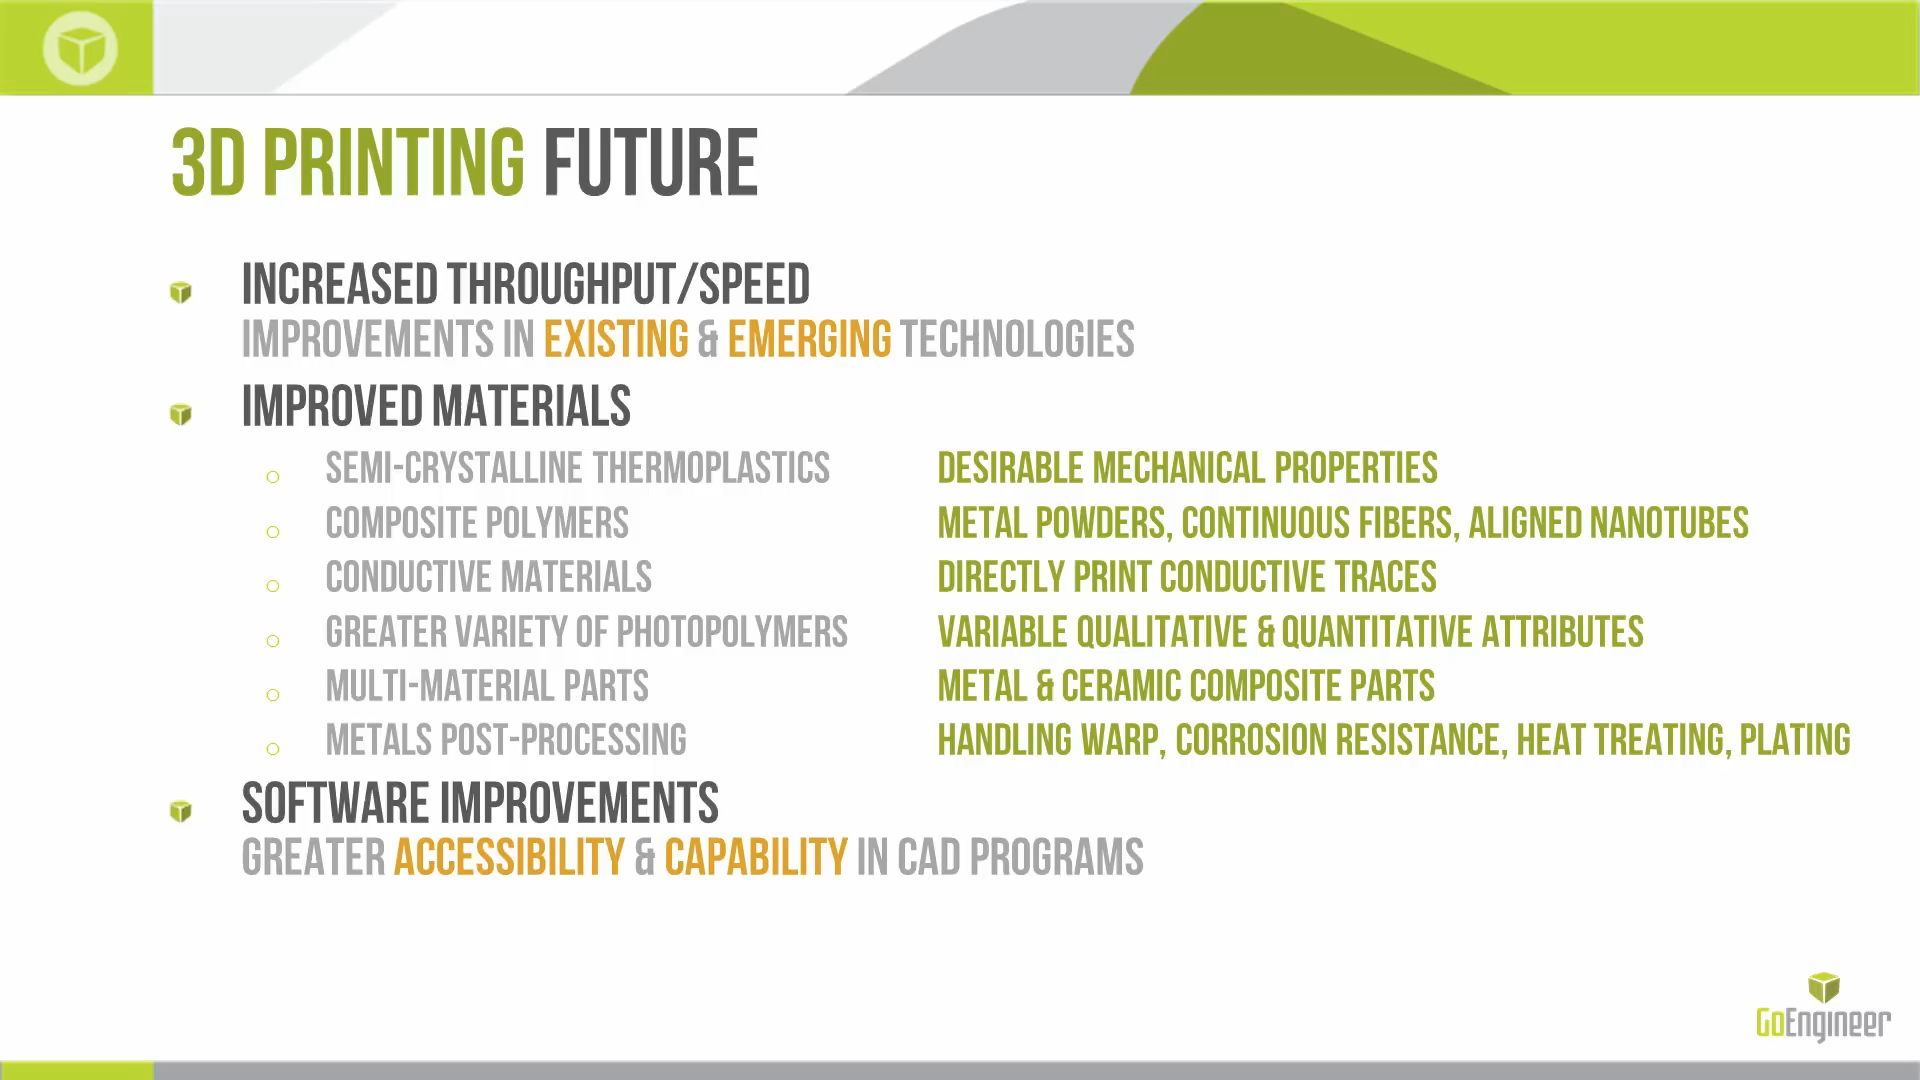 3D PRINTING FUTURE
INCREASED THROUGHPUT/SPEED
IMPROVEMENTS IN EXISTING & EMERGING TECHNOLOGIES
IMPROVED MATERIALS
SEMI-CRYSTALLINE THERMOPLASTICS DESIRABLE MECHANICAL PROPERTIES
COMPOSITE POLYMERS METAL POWDERS, CONTINUOUS FIBERS, ALIGNED NANOTUBES
CONDUCTIVE MATERIALS DIRECTLY PRINT CONDUCTIVE TRACES
GREATER VARIETY OF PHOTOPOLYMERS VARIABLE QUALITATIVE & QUANTITATIVE ATTRIBUTES
MULTI-MATERIAL PARTS METAL & CERAMIC COMPOSITE PARTS
METALS POST-PROCESSING HANDLING WARP, CORROSION RESISTANCE, HEAT TREATING, PLATING
SOFTWARE IMPROVEMENTS
GREATER ACCESSIBILITY & CAPABILITY IN CAD PROGRAMS
GoEngineer